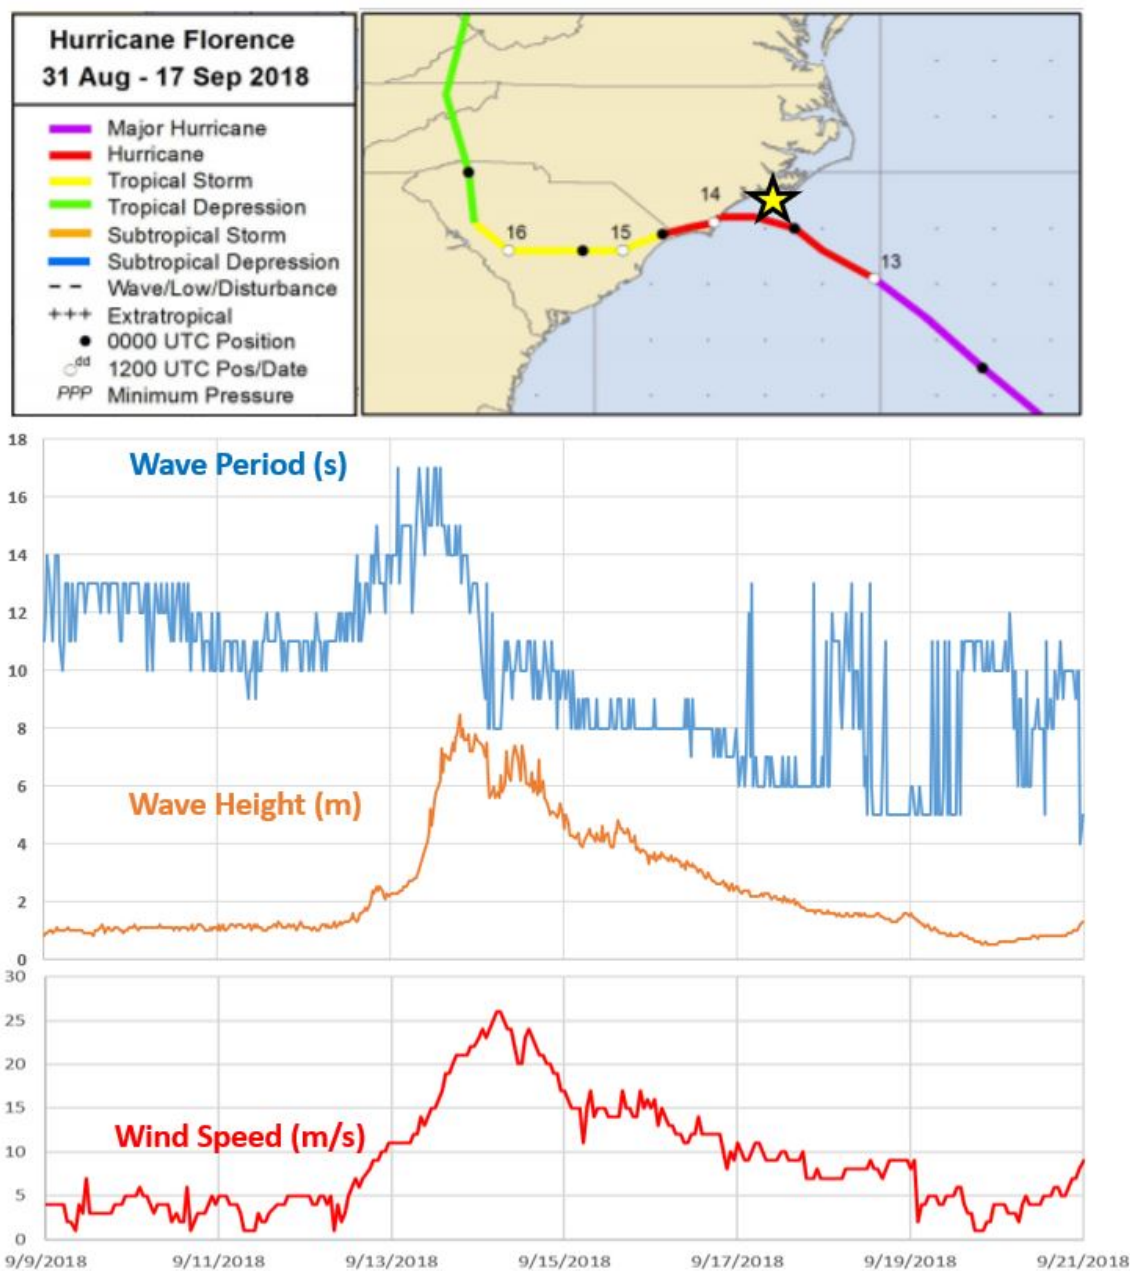 Hurricane Florence
31 Aug - 17 Sep 2018
Major Hurricane
Hurricane
Tropical Storm
Tropical Depression
Subtropical Storm
Subtropical Depression
Wave/Low/Disturbance
+++ Extratropical
0000 UTC Position
dd 1200 UTC Pos/Date
PPP Minimum Pressure
14
16
15
13
18
Wave Period (s)
16
14
12
10
8
6
Wave Height (m)
4
2
0
30
25
20
15
Wind Speed (m/s)
10
5
0
9/9/2018 9/11/2018 9/13/2018 9/15/2018 9/17/2018 9/19/2018 9/21/2018